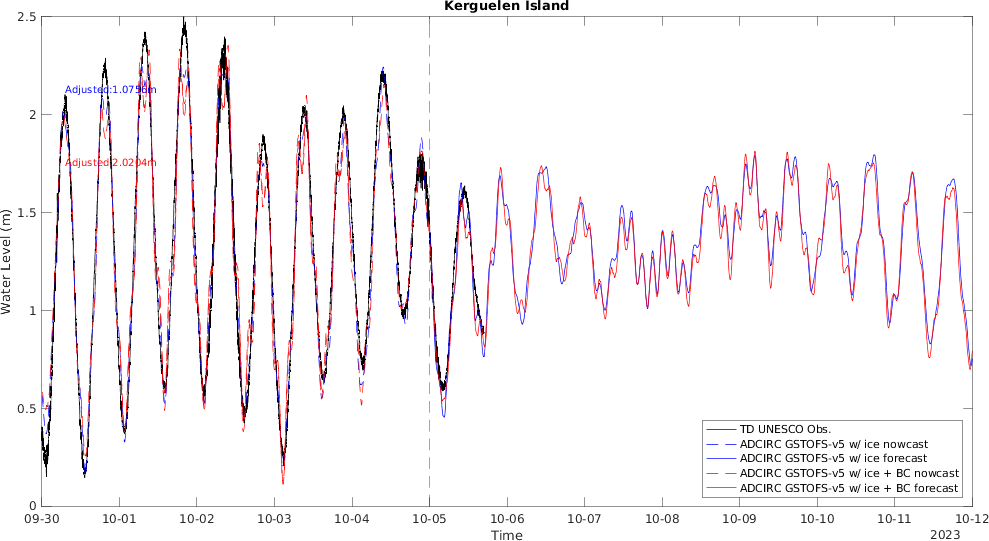 Kerguelen Island
2.5
2
1.5
1
0.5
0
Water Level (m)
Adjusted:1.0756m
Adjusted:2.0204m
TD UNESCO Obs.
ADCIRC GSTOFS-v5 w/ ice nowcast
ADCIRC GSTOFS-v5 w/ ice forecast
ADCIRC GSTOFS-v5 w/ ice + BC nowcast
ADCIRC GSTOFS-v5 w/ ice + BC forecast
09-30 10-01 10-02 10-03 10-04 10-05 10-06 10-07 10-08 10-09 10-10 10-11 10-12
Time
2023